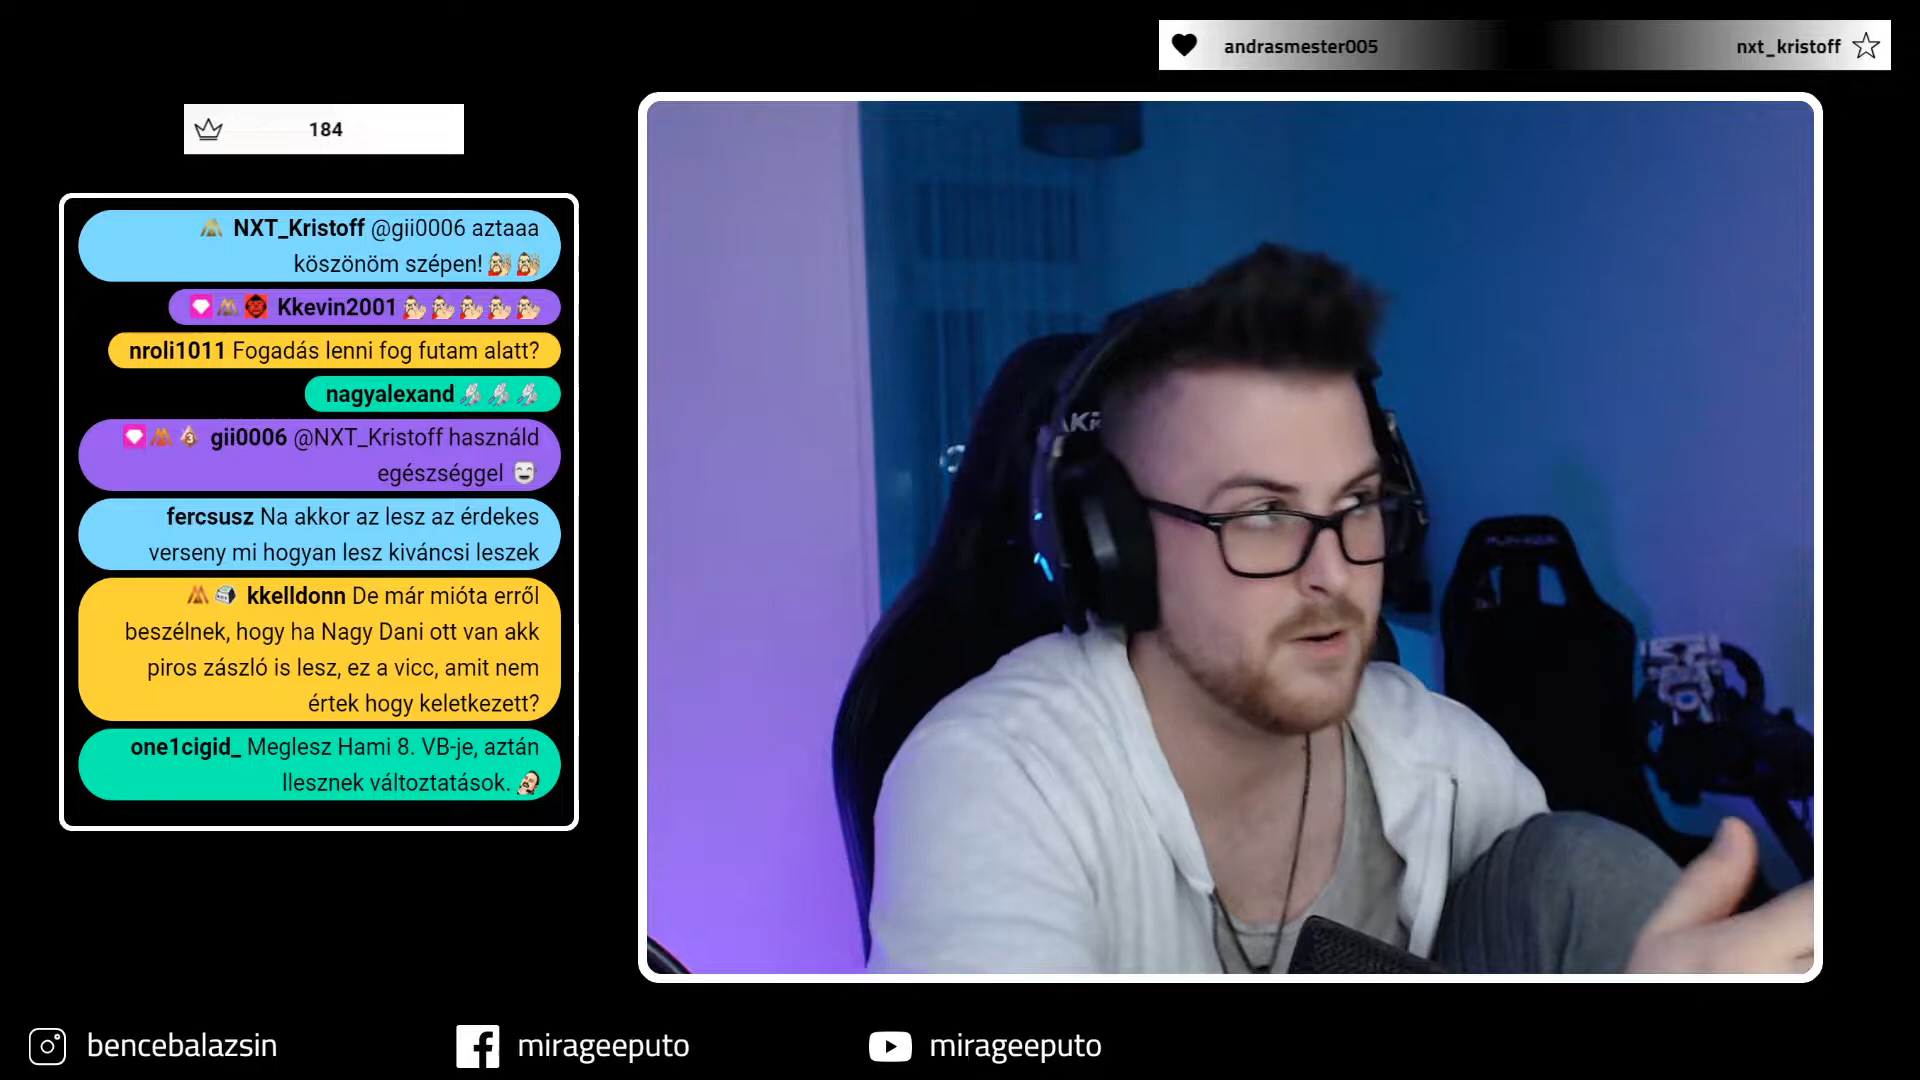 andrasmester005
nxt_kristoff
184
NXT_Kristoff @gii0006 aztaaa
köszönöm szépen!
Kkevin2001
nroli1011 Fogadás lenni fog futam alatt?
nagyalexand
gii0006 @NXT_Kristoff használd
egészséggel
fercsusz Na akkor az lesz az érdekes
verseny mi hogyan lesz kiváncsi leszek
kkelldonn De már mióta erről
beszélnek, hogy ha Nagy Dani ott van akk
piros zászló is lesz, ez a vicc, amit nem
értek hogy keletkezett?
one1cigid_ Meglesz Hami 8. VB-je, aztán
llesznek változtatások.
bencebalazsin
mirageeputo
mirageeputo